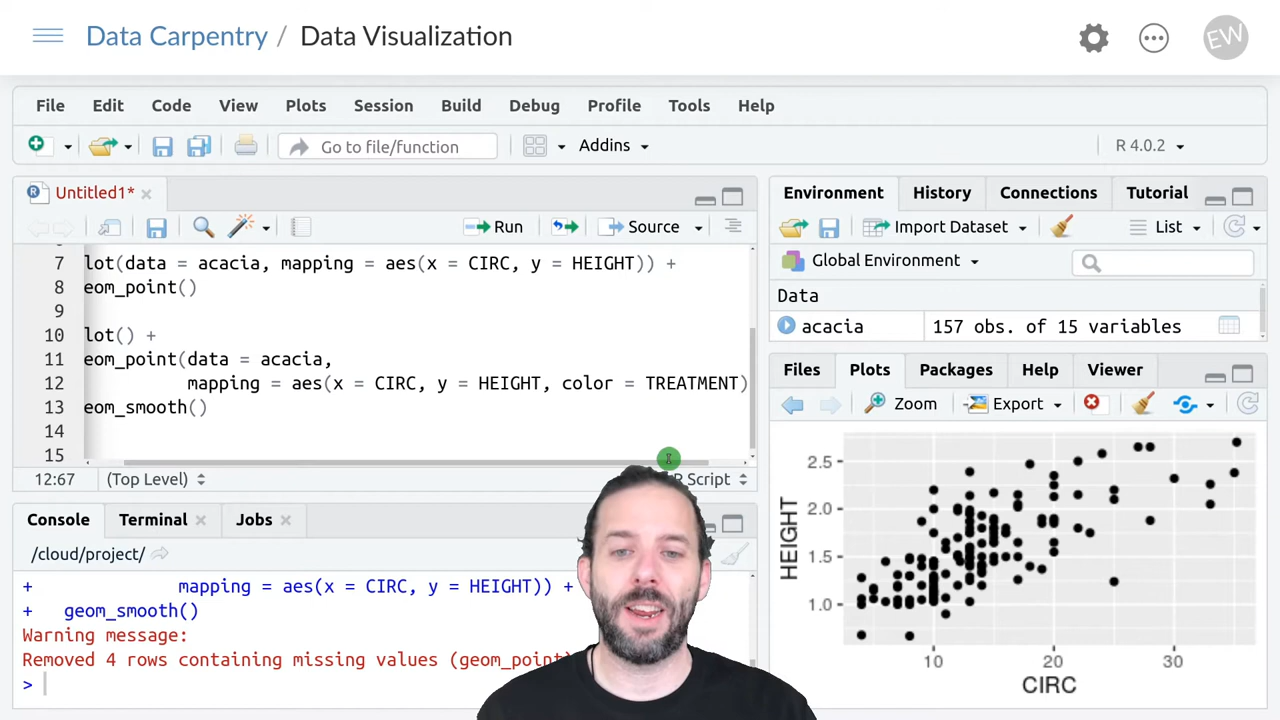 Data Carpentry / Data Visualization
EW
File Edit Code View Plots Session Build Debug Profile Tools Help
Go to file/function Addins R 4.0.2
Untitled1*
Run Source
7 lot(data = acacia, mapping = aes(x = CIRC, y = HEIGHT)) +
8 eom_point()
9
10 lot() +
11 eom_point(data = acacia,
12 mapping = aes(x = CIRC, y = HEIGHT, color = TREATMENT)
13 eom_smooth()
14
15
12:67 (Top Level) R Script
Console Terminal Jobs
/cloud/project/
+ mapping = aes(x = CIRC, y = HEIGHT)) +
+ geom_smooth()
Warning message:
Removed 4 rows containing missing values (geom_point)
>
Environment History Connections Tutorial
Import Dataset List
Global Environment
Data
acacia 157 obs. of 15 variables
Files Plots Packages Help Viewer
Zoom Export
HEIGHT
2.5
2.0
1.5
1.0
10 20 30
CIRC